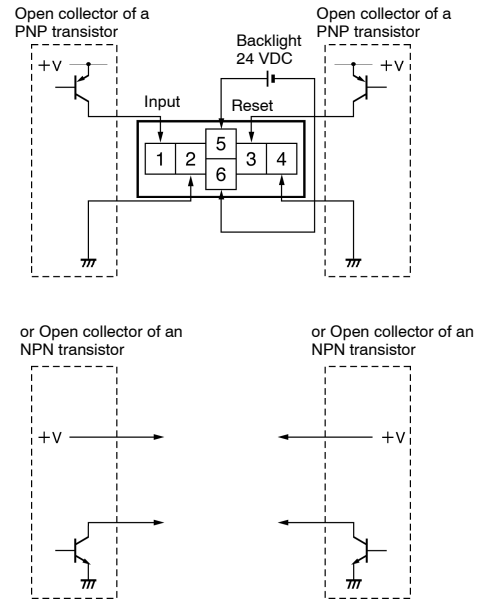 Open collector of a
PNP transistor
Open collector of a
PNP transistor
+V
Backlight
24 VDC
+V
Input
Reset
1
2
5
6
3
4
or Open collector of an
NPN transistor
or Open collector of an
NPN transistor
+V
+V